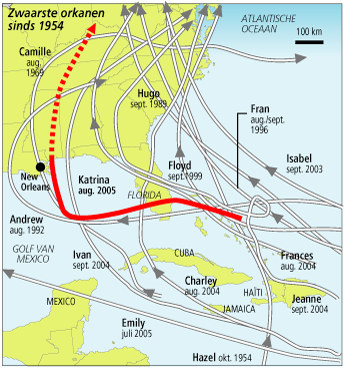 Zwaarste orkanen
sinds 1954
ATLANTISCHE
OCEAAN
100 km
Camille
aug.
1969
Hugo
sept. 1989
Fran
aug./sept.
1996
Isabel
sept. 2003
New
Orleans
Katrina
aug. 2005
Floyd
sept.1999
FLORIDA
Andrew
aug. 1992
GOLF VAN
MEXICO
Ivan
sept. 2004
CUBA
Frances
aug. 2004
Charley
aug. 2004
HAÏTI
JAMAICA
Jeanne
sept. 2004
MEXICO
Emily
juli 2005
Hazel okt. 1954